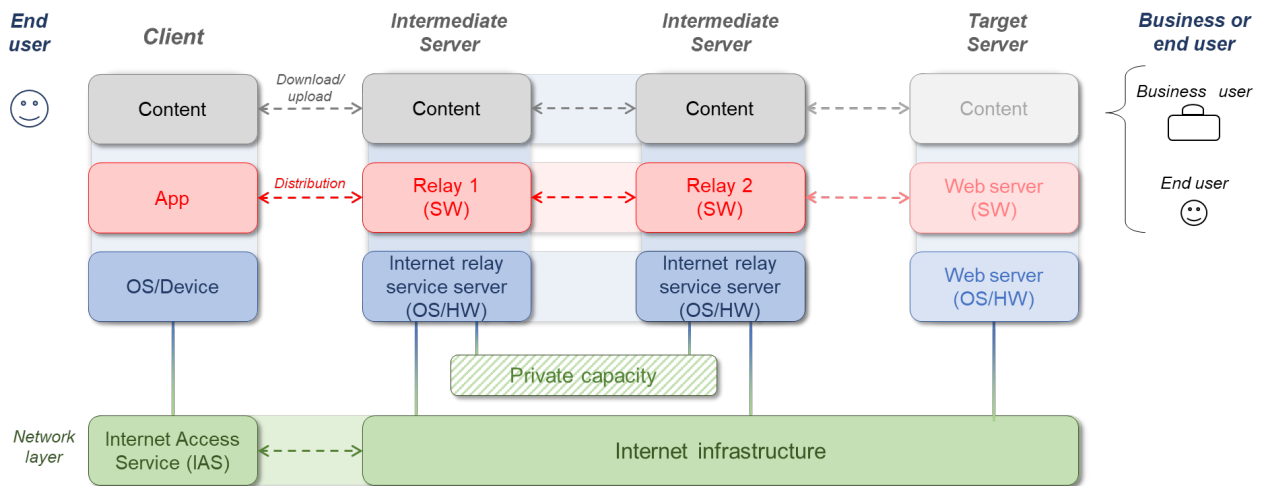 End
user
Client
Intermediate
Server
Intermediate
Server
Target
Server
Business or
end user
Content
Download/
upload
Content
Content
Content
Business user
App
Distribution
Relay 1
(SW)
Relay 2
(SW)
Web server
(SW)
End user
OS/Device
Internet relay
service server
(OS/HW)
Internet relay
service server
(OS/HW)
Web server
(OS/HW)
Private capacity
Network
layer
Internet Access
Service (IAS)
Internet infrastructure